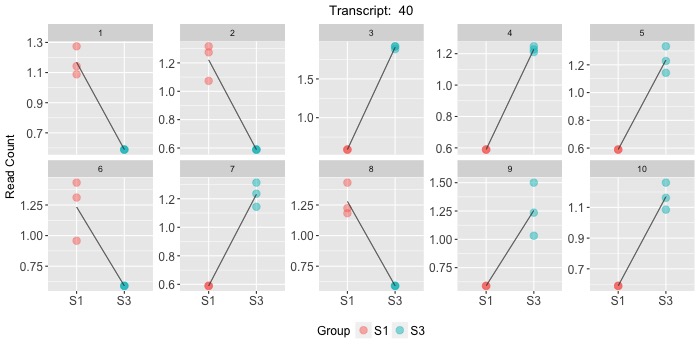 Transcript: 40
1 2 3 4 5
1.3 1.1 0.9 0.7
1.2 1.0 0.8 0.6
1.5 1.0
1.2 1.0 0.8 0.6
1.2 1.0 0.8 0.6
Read Count
6 7 8 9 10
1.25 1.00 0.75
1.2 1.0 0.8 0.6
1.25 1.00 0.75
1.50 1.25 1.00 0.75
1.1 0.9 0.7
S1 S3 S1 S3 S1 S3 S1 S3 S1 S3
Group S1 S3